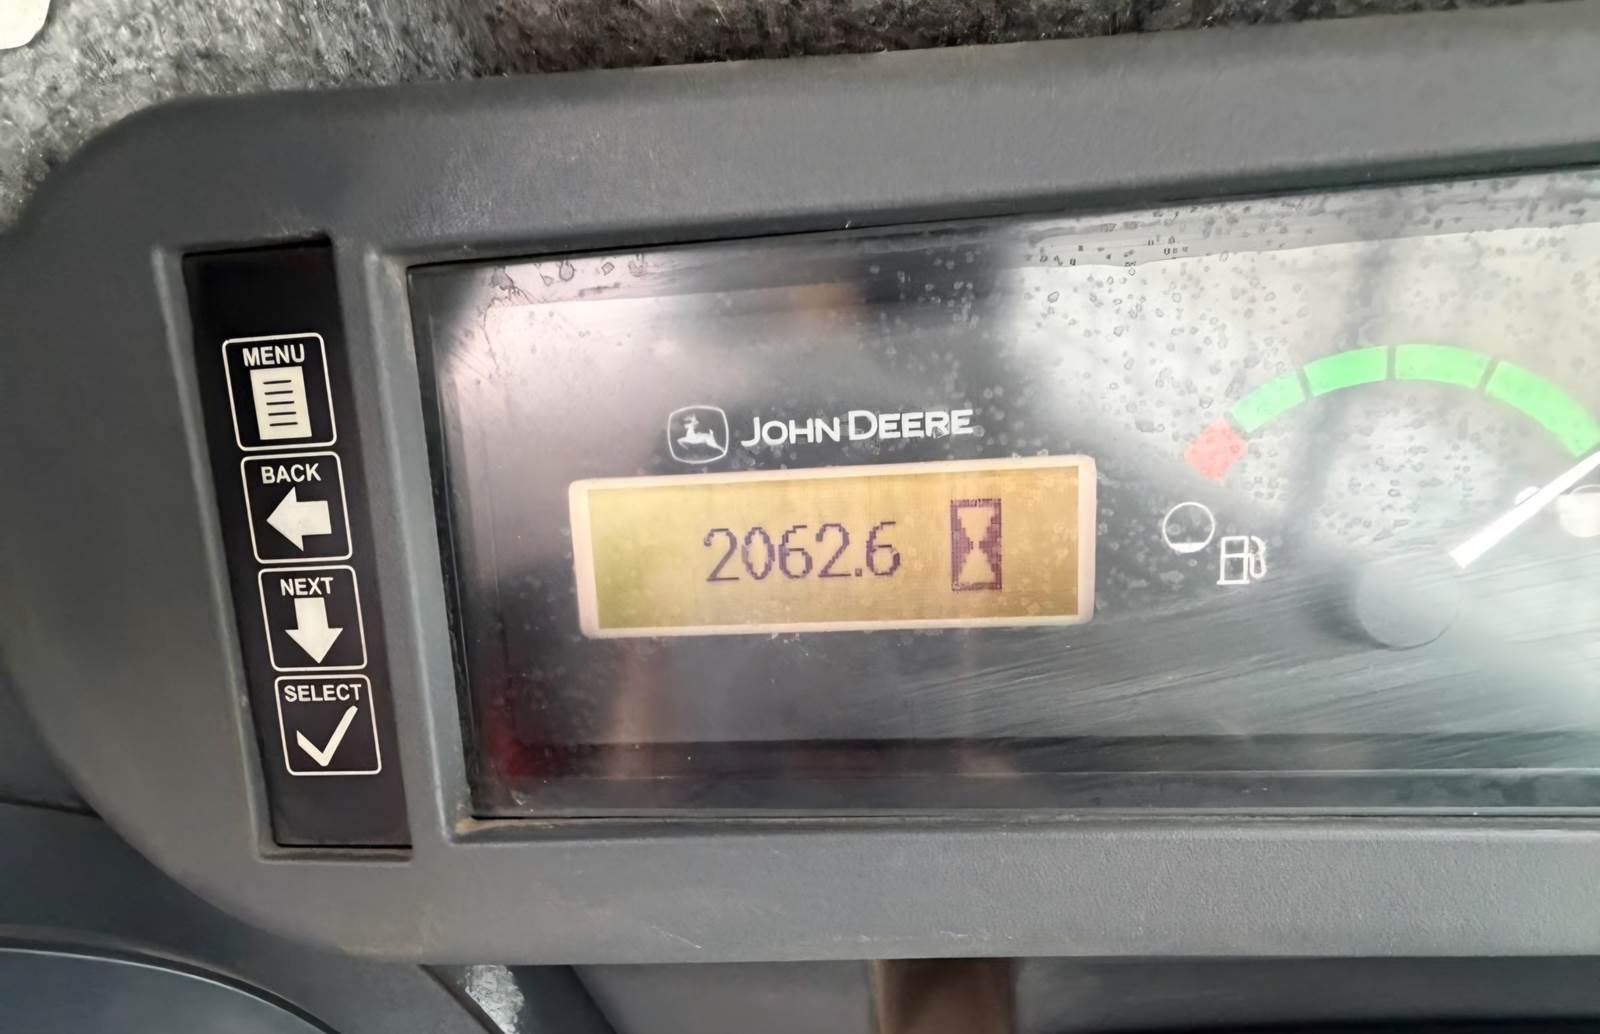 MENU
BACK
NEXT
SELECT
JOHN DEERE
2062.6